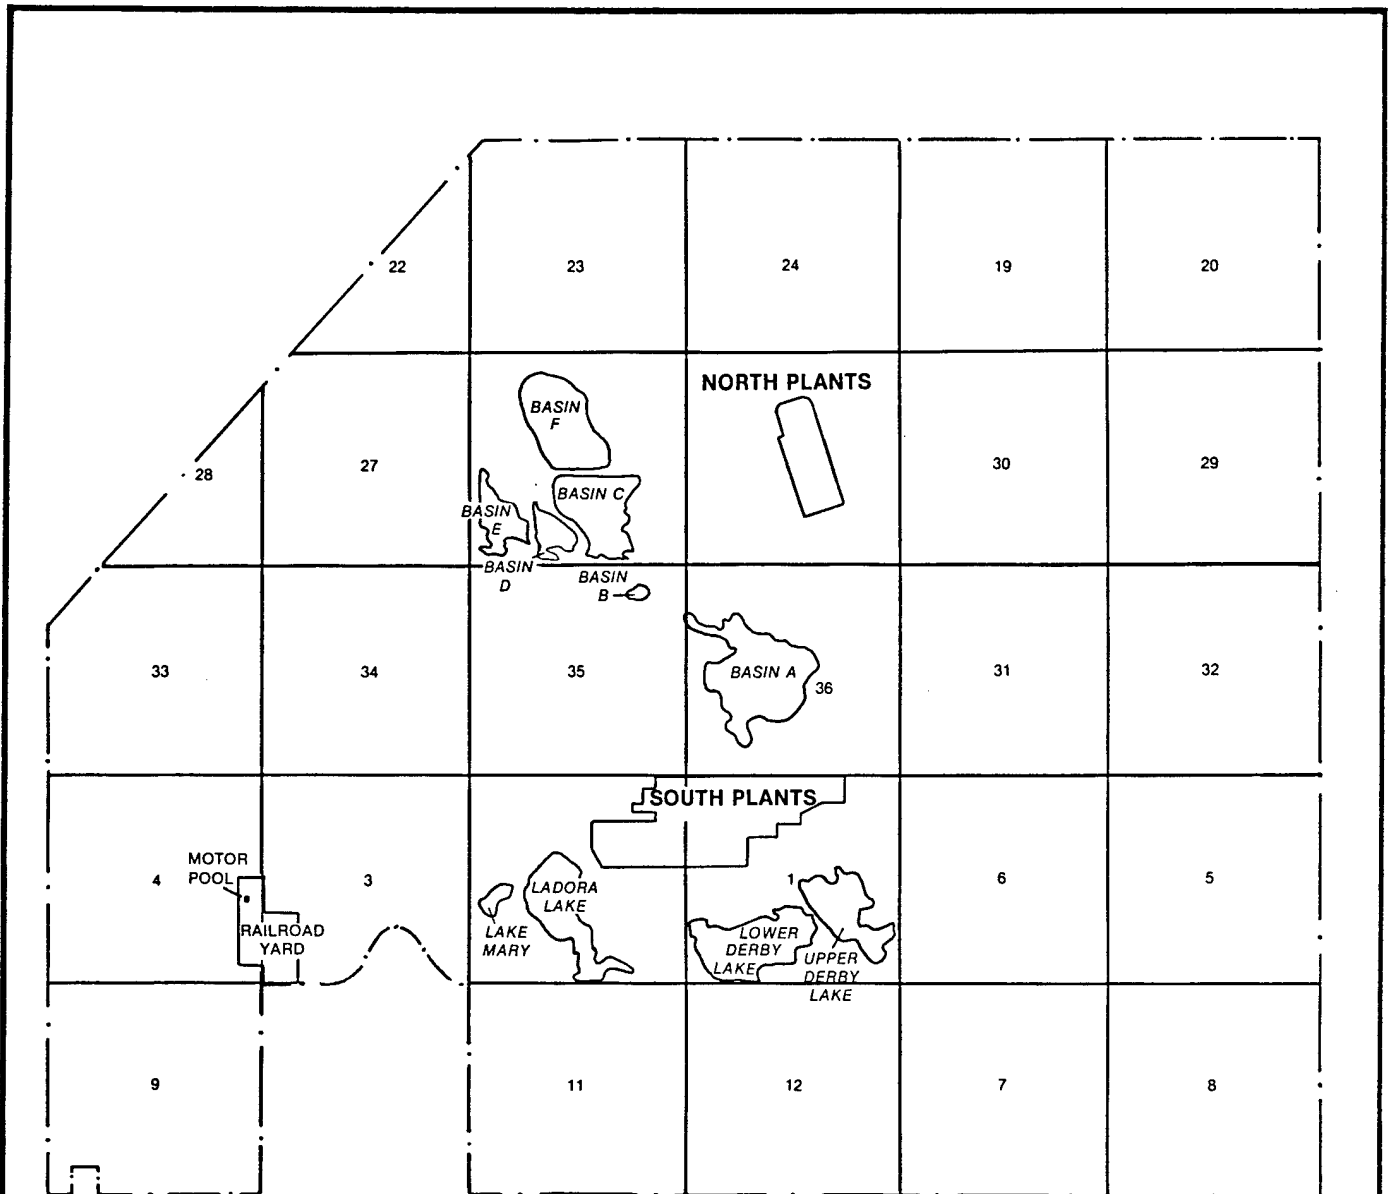 22
23
24
19
20
NORTH PLANTS
28
27
BASIN
F
30
29
BASIN C
BASIN
E
BASIN
D
BASIN
B
33
34
35
BASIN A
36
31
32
SOUTH PLANTS
MOTOR
POOL
4
3
RAILROAD
YARD
LADORA
LAKE
LAKE
MARY
1
6
5
LOWER
DERBY
LAKE
UPPER
DERBY
LAKE
9
11
12
7
8